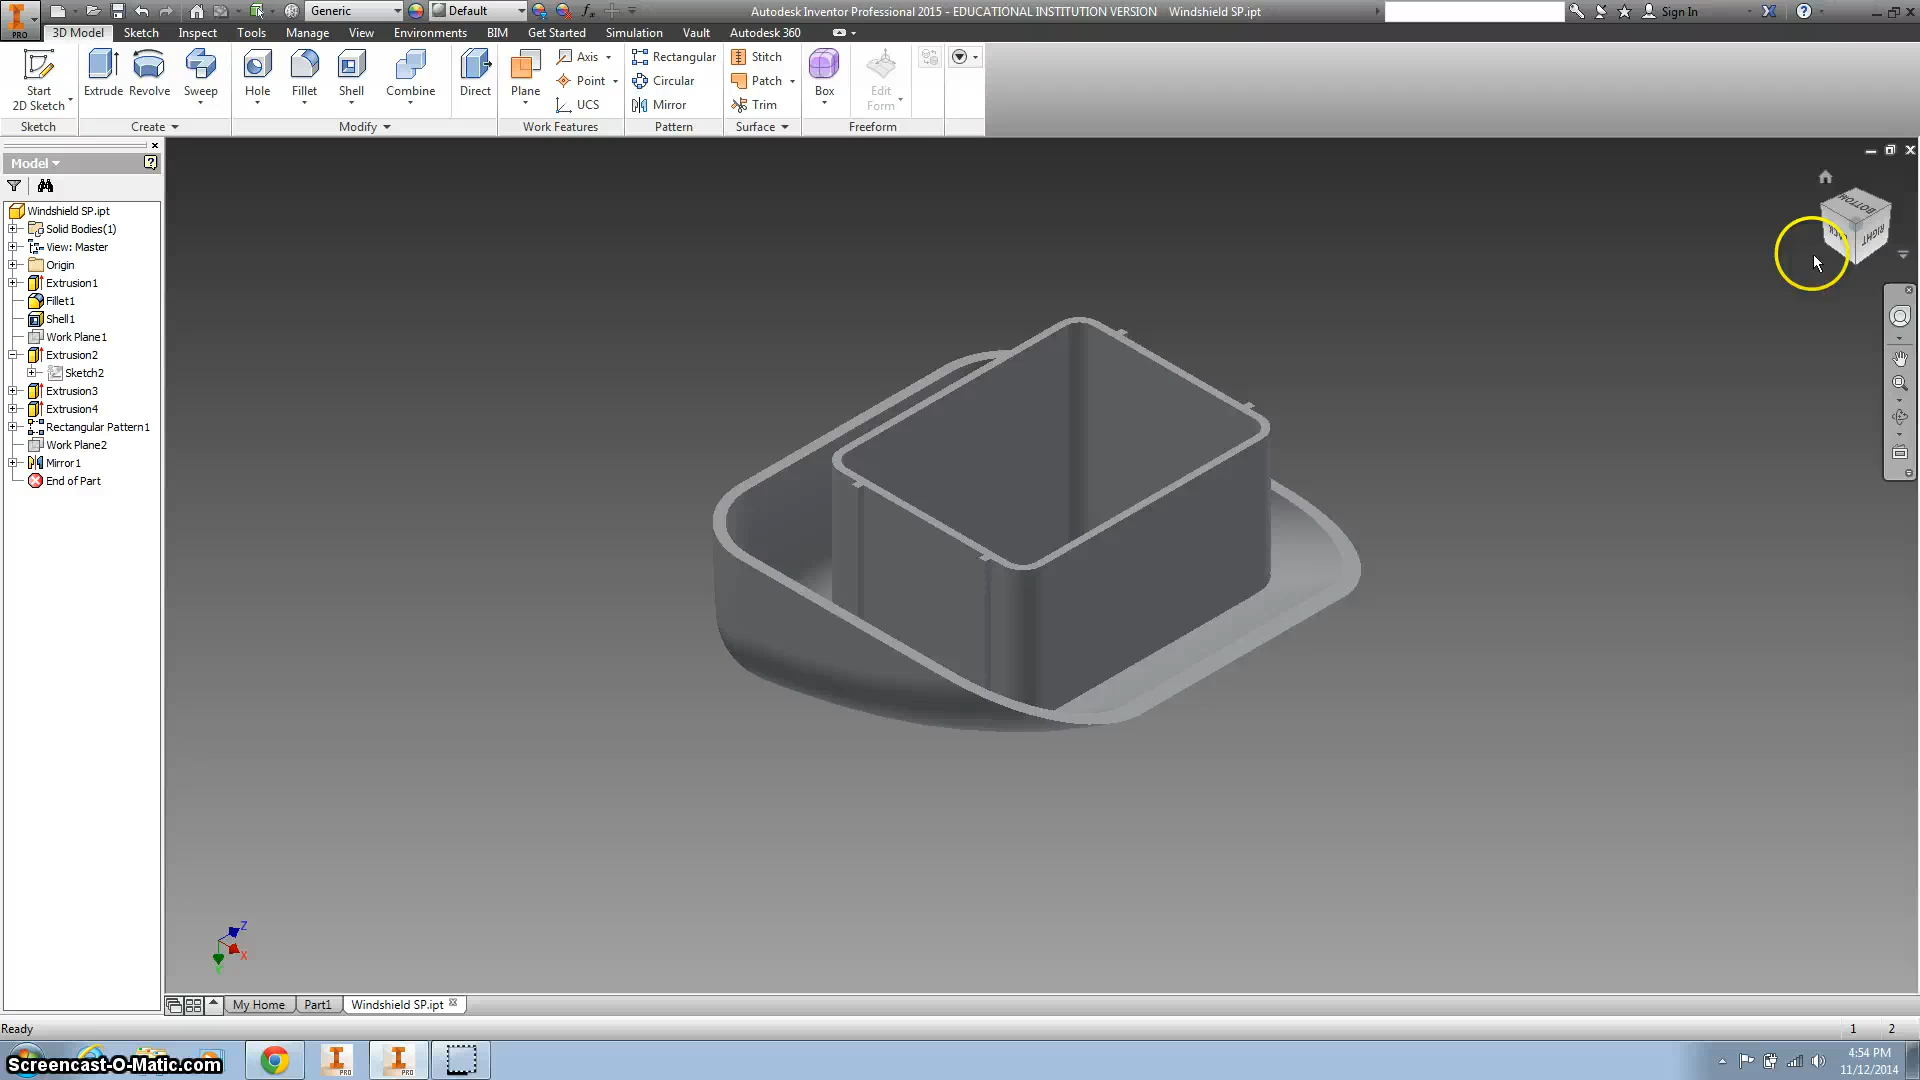 Generic
Default
Autodesk Inventor Professional 2015 - EDUCATIONAL INSTITUTION VERSION Windshield SP.ipt
Sign In
PRO
3D Model
Sketch
Inspect
Tools
Manage
View
Environments
BIM
Get Started
Simulation
Vault
Autodesk 360
Start
2D Sketch
Extrude
Revolve
Sweep
Hole
Fillet
Shell
Combine
Direct
Plane
Axis
Point
UCS
Rectangular
Circular
Mirror
Stitch
Patch
Trim
Box
Edit
Form
Sketch
Create
Modify
Work Features
Pattern
Surface
Freeform
Model
Windshield SP.ipt
Solid Bodies(1)
View: Master
Origin
Extrusion1
Fillet1
Shell1
Work Plane1
Extrusion2
Sketch2
Extrusion3
Extrusion4
Rectangular Pattern1
Work Plane2
Mirror1
End of Part
BOTTOM
RIGHT
Z
X
My Home
Part1
Windshield SP.ipt
Ready
1
2
Screencast-O-Matic.com
PRO
PRO
4:54 PM
11/12/2014